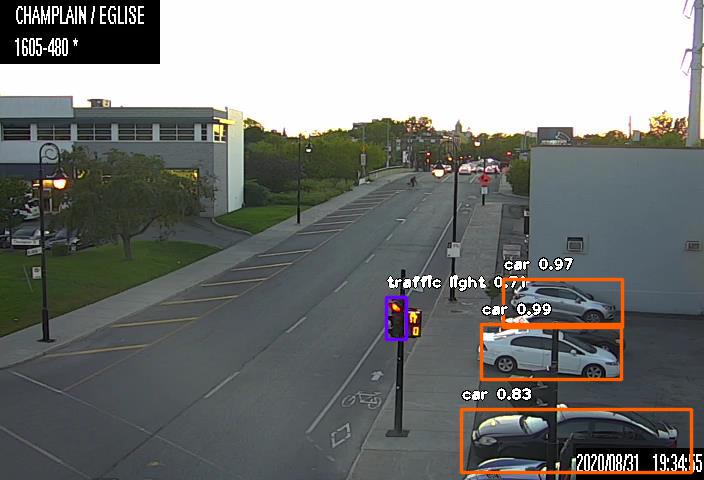 CHAMPLAIN / EGLISE
1605-480 *
car 0.97
traffic light 0.71
car 0.99
car 0.83
2020/08/31 19:34:55